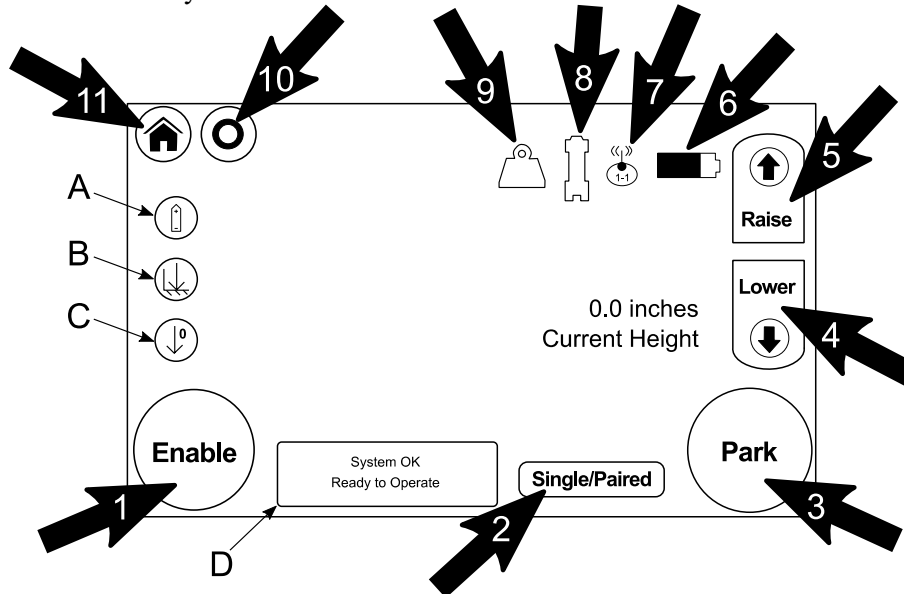 11
10
9
8
7
6
5
1-1
A
Raise
B
Lower
0.0 inches
C
0
Current Height
4
Enable
System OK
Ready to Operate
Single/Paired
Park
1
2
3
D